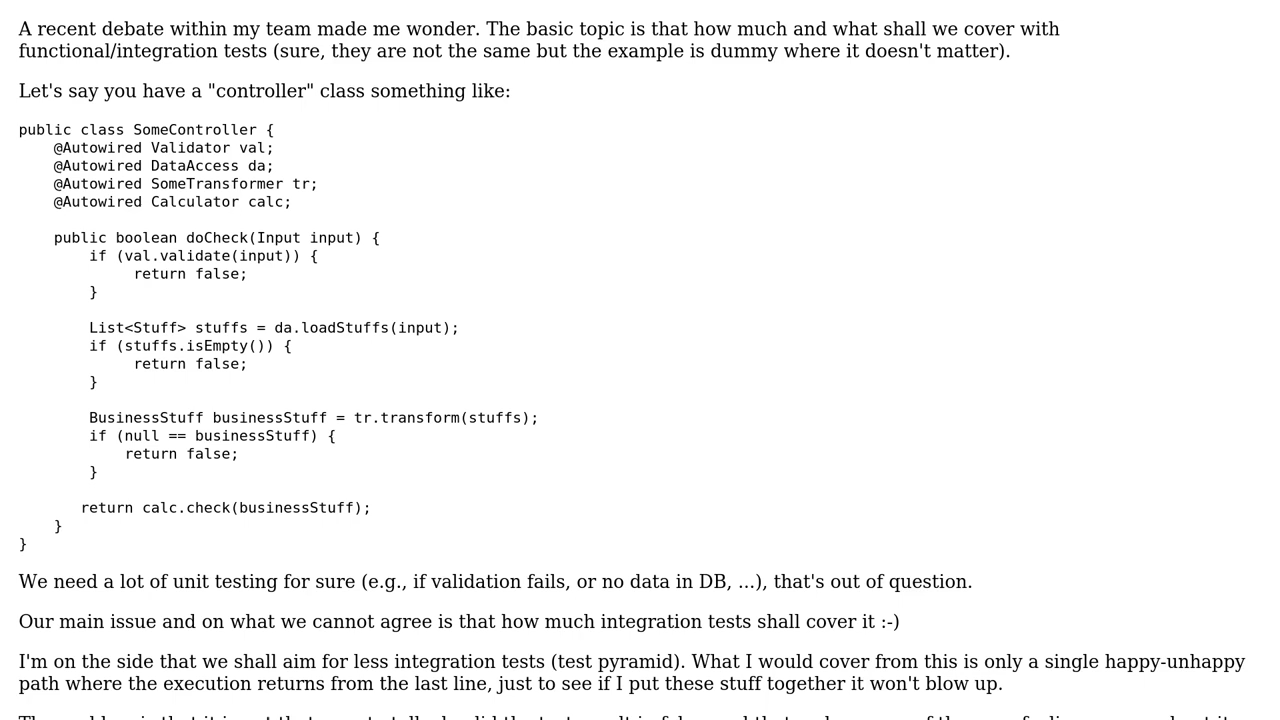 A recent debate within my team made me wonder. The basic topic is that how much and what shall we cover with
functional/integration tests (sure, they are not the same but the example is dummy where it doesn't matter).
Let's say you have a "controller" class something like:
public class SomeController {
    @Autowired Validator val;
    @Autowired DataAccess da;
    @Autowired SomeTransformer tr;
    @Autowired Calculator calc;
    public boolean doCheck(Input input) {
        if (val.validate(input)) {
             return false;
        }
        List<Stuff> stuffs = da.loadStuffs(input);
        if (stuffs.isEmpty()) {
             return false;
        }
        BusinessStuff businessStuff = tr.transform(stuffs);
        if (null == businessStuff) {
            return false;
        }
       return calc.check(businessStuff);
    }
}
We need a lot of unit testing for sure (e.g., if validation fails, or no data in DB, ...), that's out of question.
Our main issue and on what we cannot agree is that how much integration tests shall cover it :-)
I'm on the side that we shall aim for less integration tests (test pyramid). What I would cover from this is only a single happy-unhappy
path where the execution returns from the last line, just to see if I put these stuff together it won't blow up.